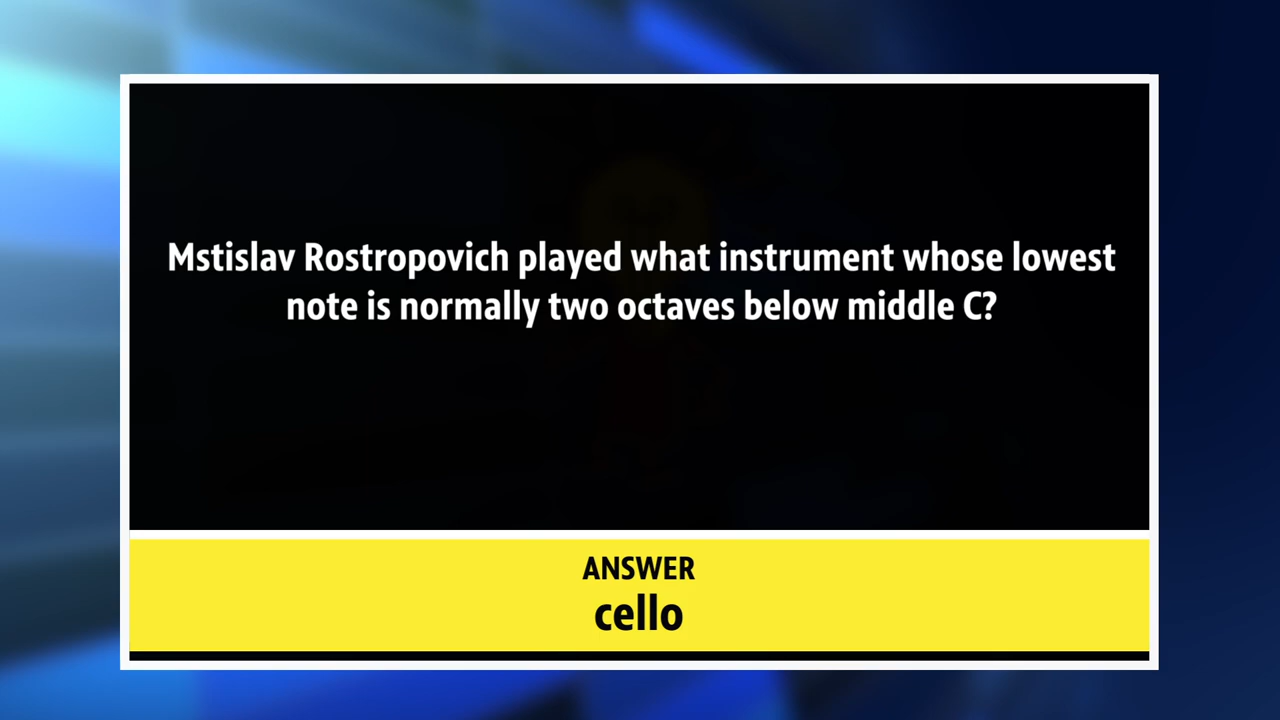 Mstislav Rostropovich played what instrument whose lowest
note is normally two octaves below middle C?
ANSWER
cello